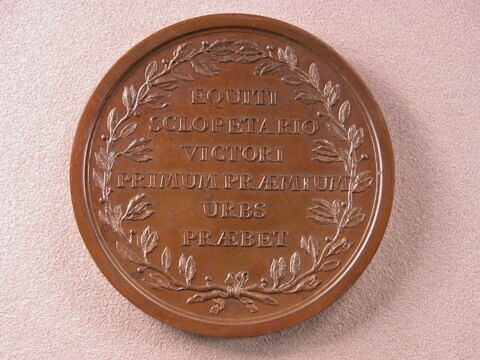 EQUITI
SCLOPETARIO
VICTORI
PRIMUM PRÆMIUM
URBS
PRÆBET